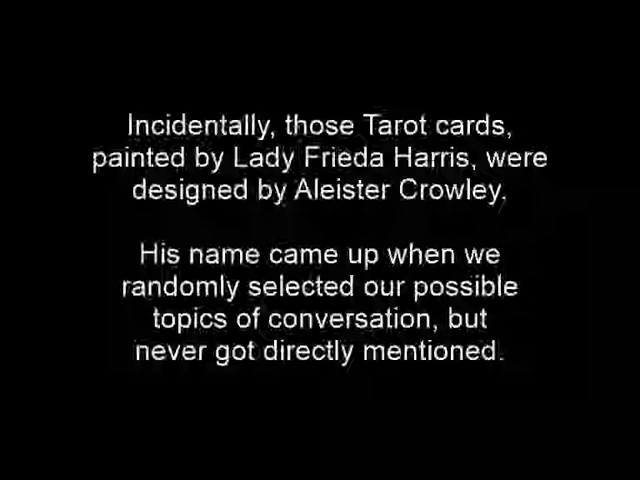 Incidentally, those Tarot cards,
painted by Lady Frieda Harris, were
designed by Aleister Crowley.
His name came up when we
randomly selected our possible
topics of conversation, but
never got directly mentioned.